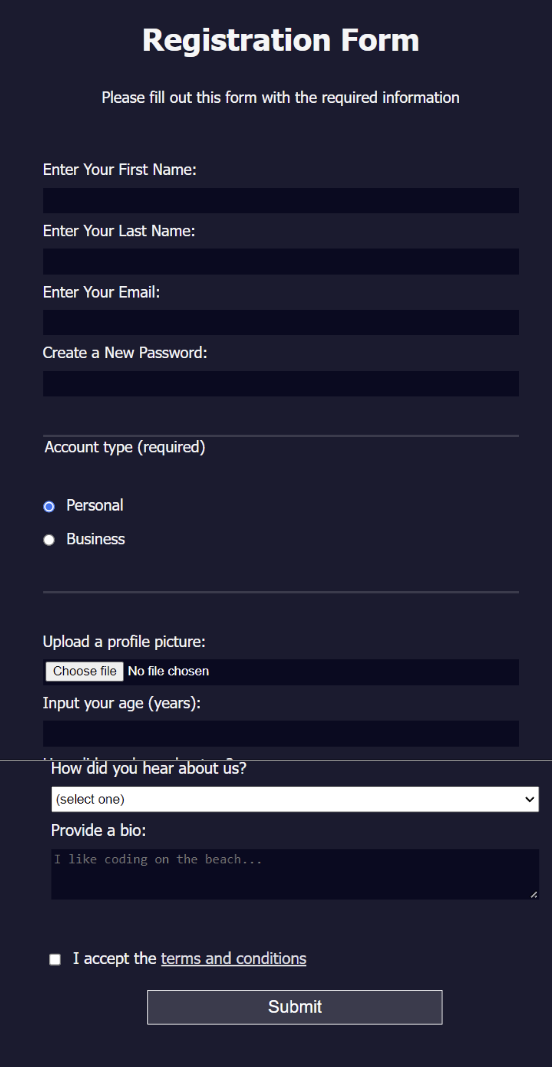 Registration Form
Please fill out this form with the required information
Enter Your First Name:
Enter Your Last Name:
Enter Your Email:
Create a New Password:
Account type (required)
Personal
Business
Upload a profile picture:
Choose file No file chosen
Input your age (years):
How did you hear about us?
(select one)
Provide a bio:
I like coding on the beach...
I accept the terms and conditions
Submit